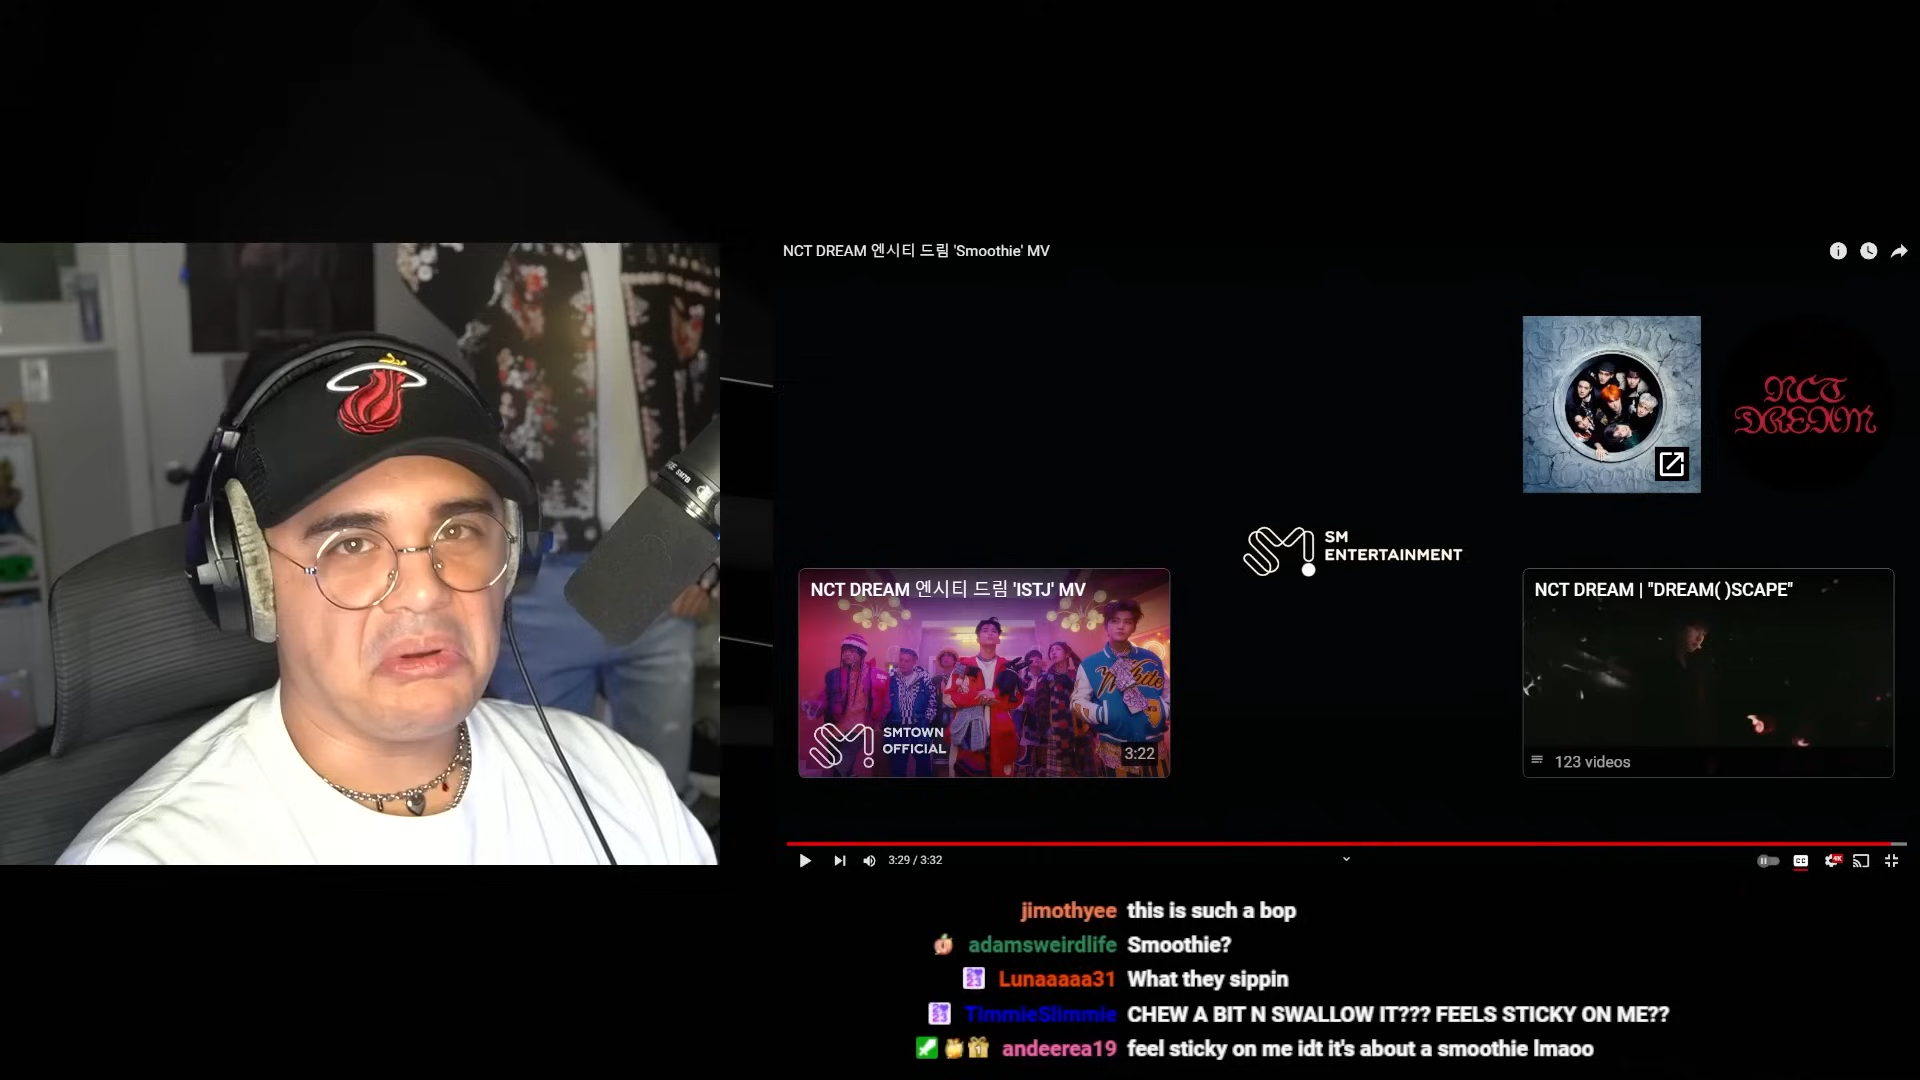 NCT DREAM 엔시티 드림 'Smoothie' MV
NCT
DREAM
SM
ENTERTAINMENT
NCT DREAM 엔시티 드림 'ISTJ' MV
SMTOWN
OFFICIAL
3:22
NCT DREAM | "DREAM( )SCAPE"
123 videos
3:29 / 3:32
jimothyee this is such a bop
adamsweirdlife Smoothie?
Lunaaaaa31 What they sippin
TimmieSlimmie CHEW A BIT N SWALLOW IT??? FEELS STICKY ON ME??
andeerea19 feel sticky on me idt it's about a smoothie lmaoo